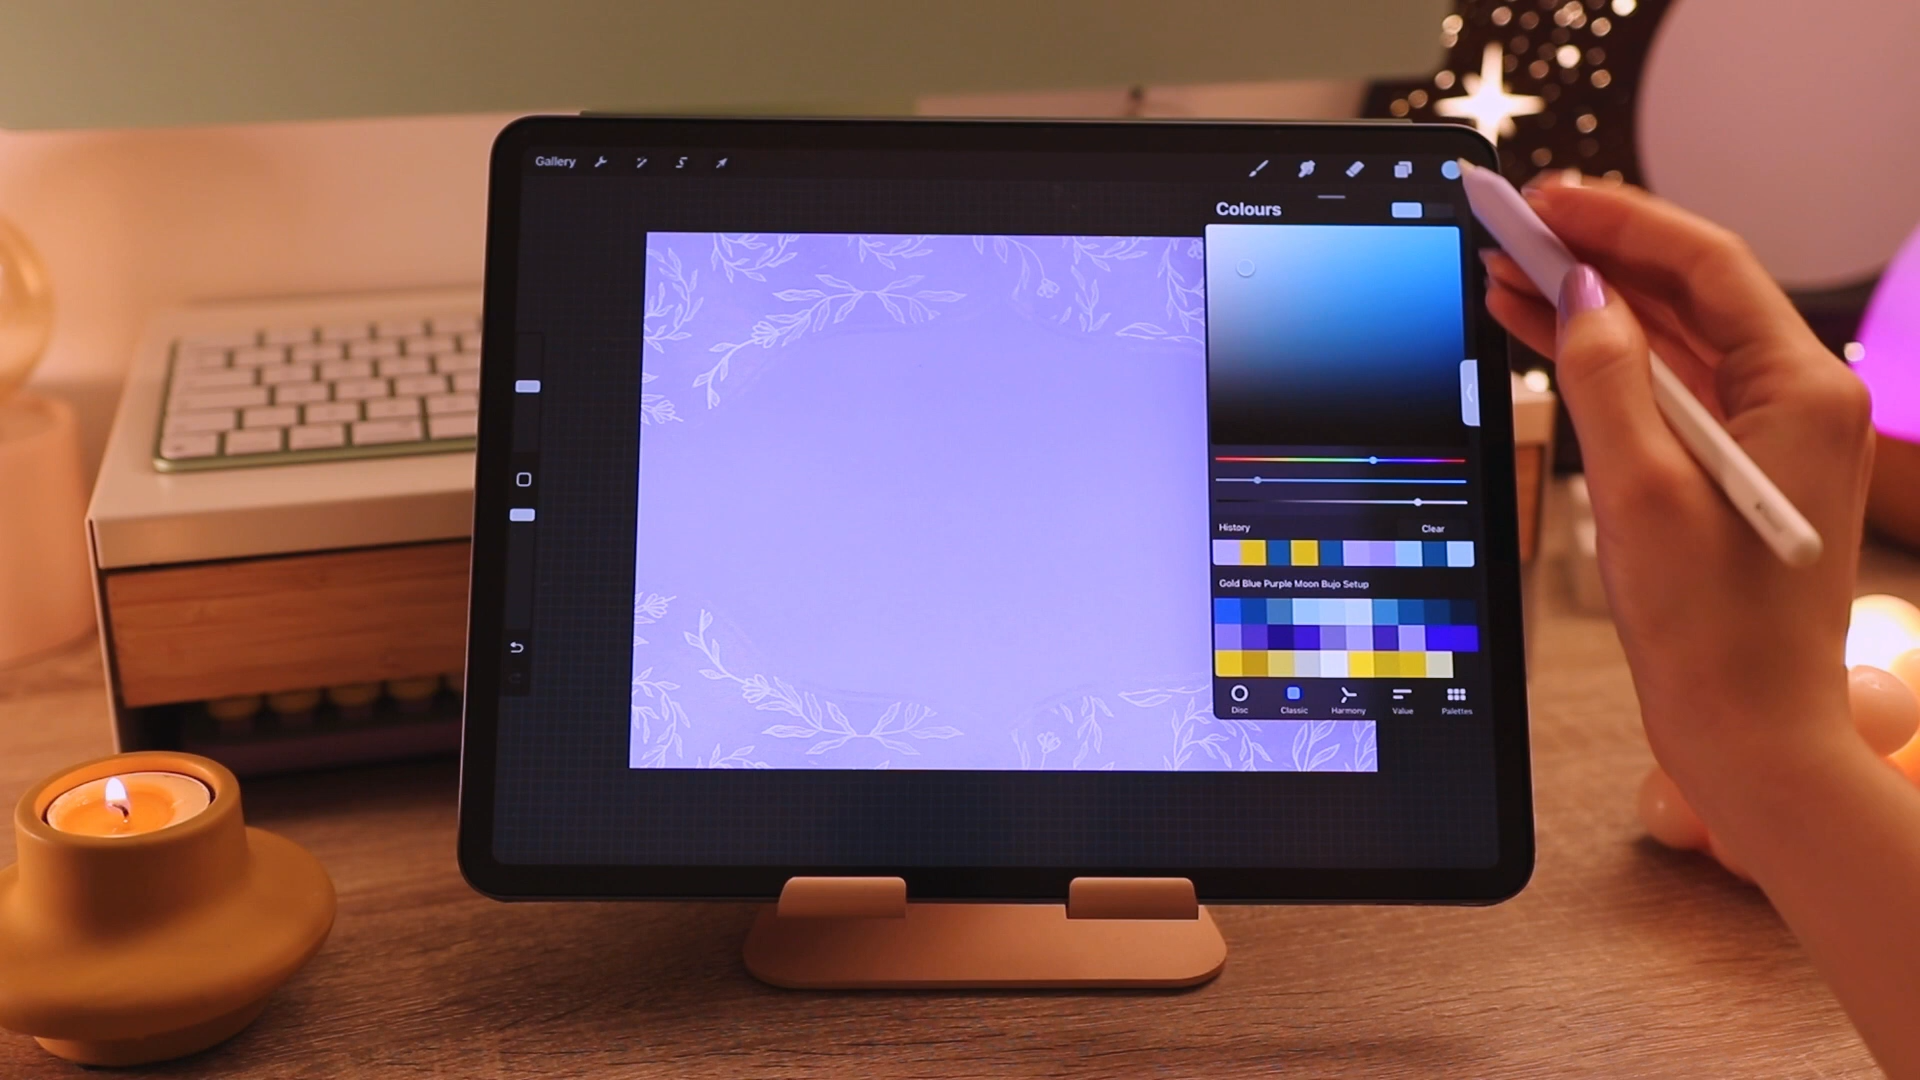 Gallery
Colours
History Clear
Gold Blue Purple Moon Bujo Setup
Disc Classic Harmony Value Palettes